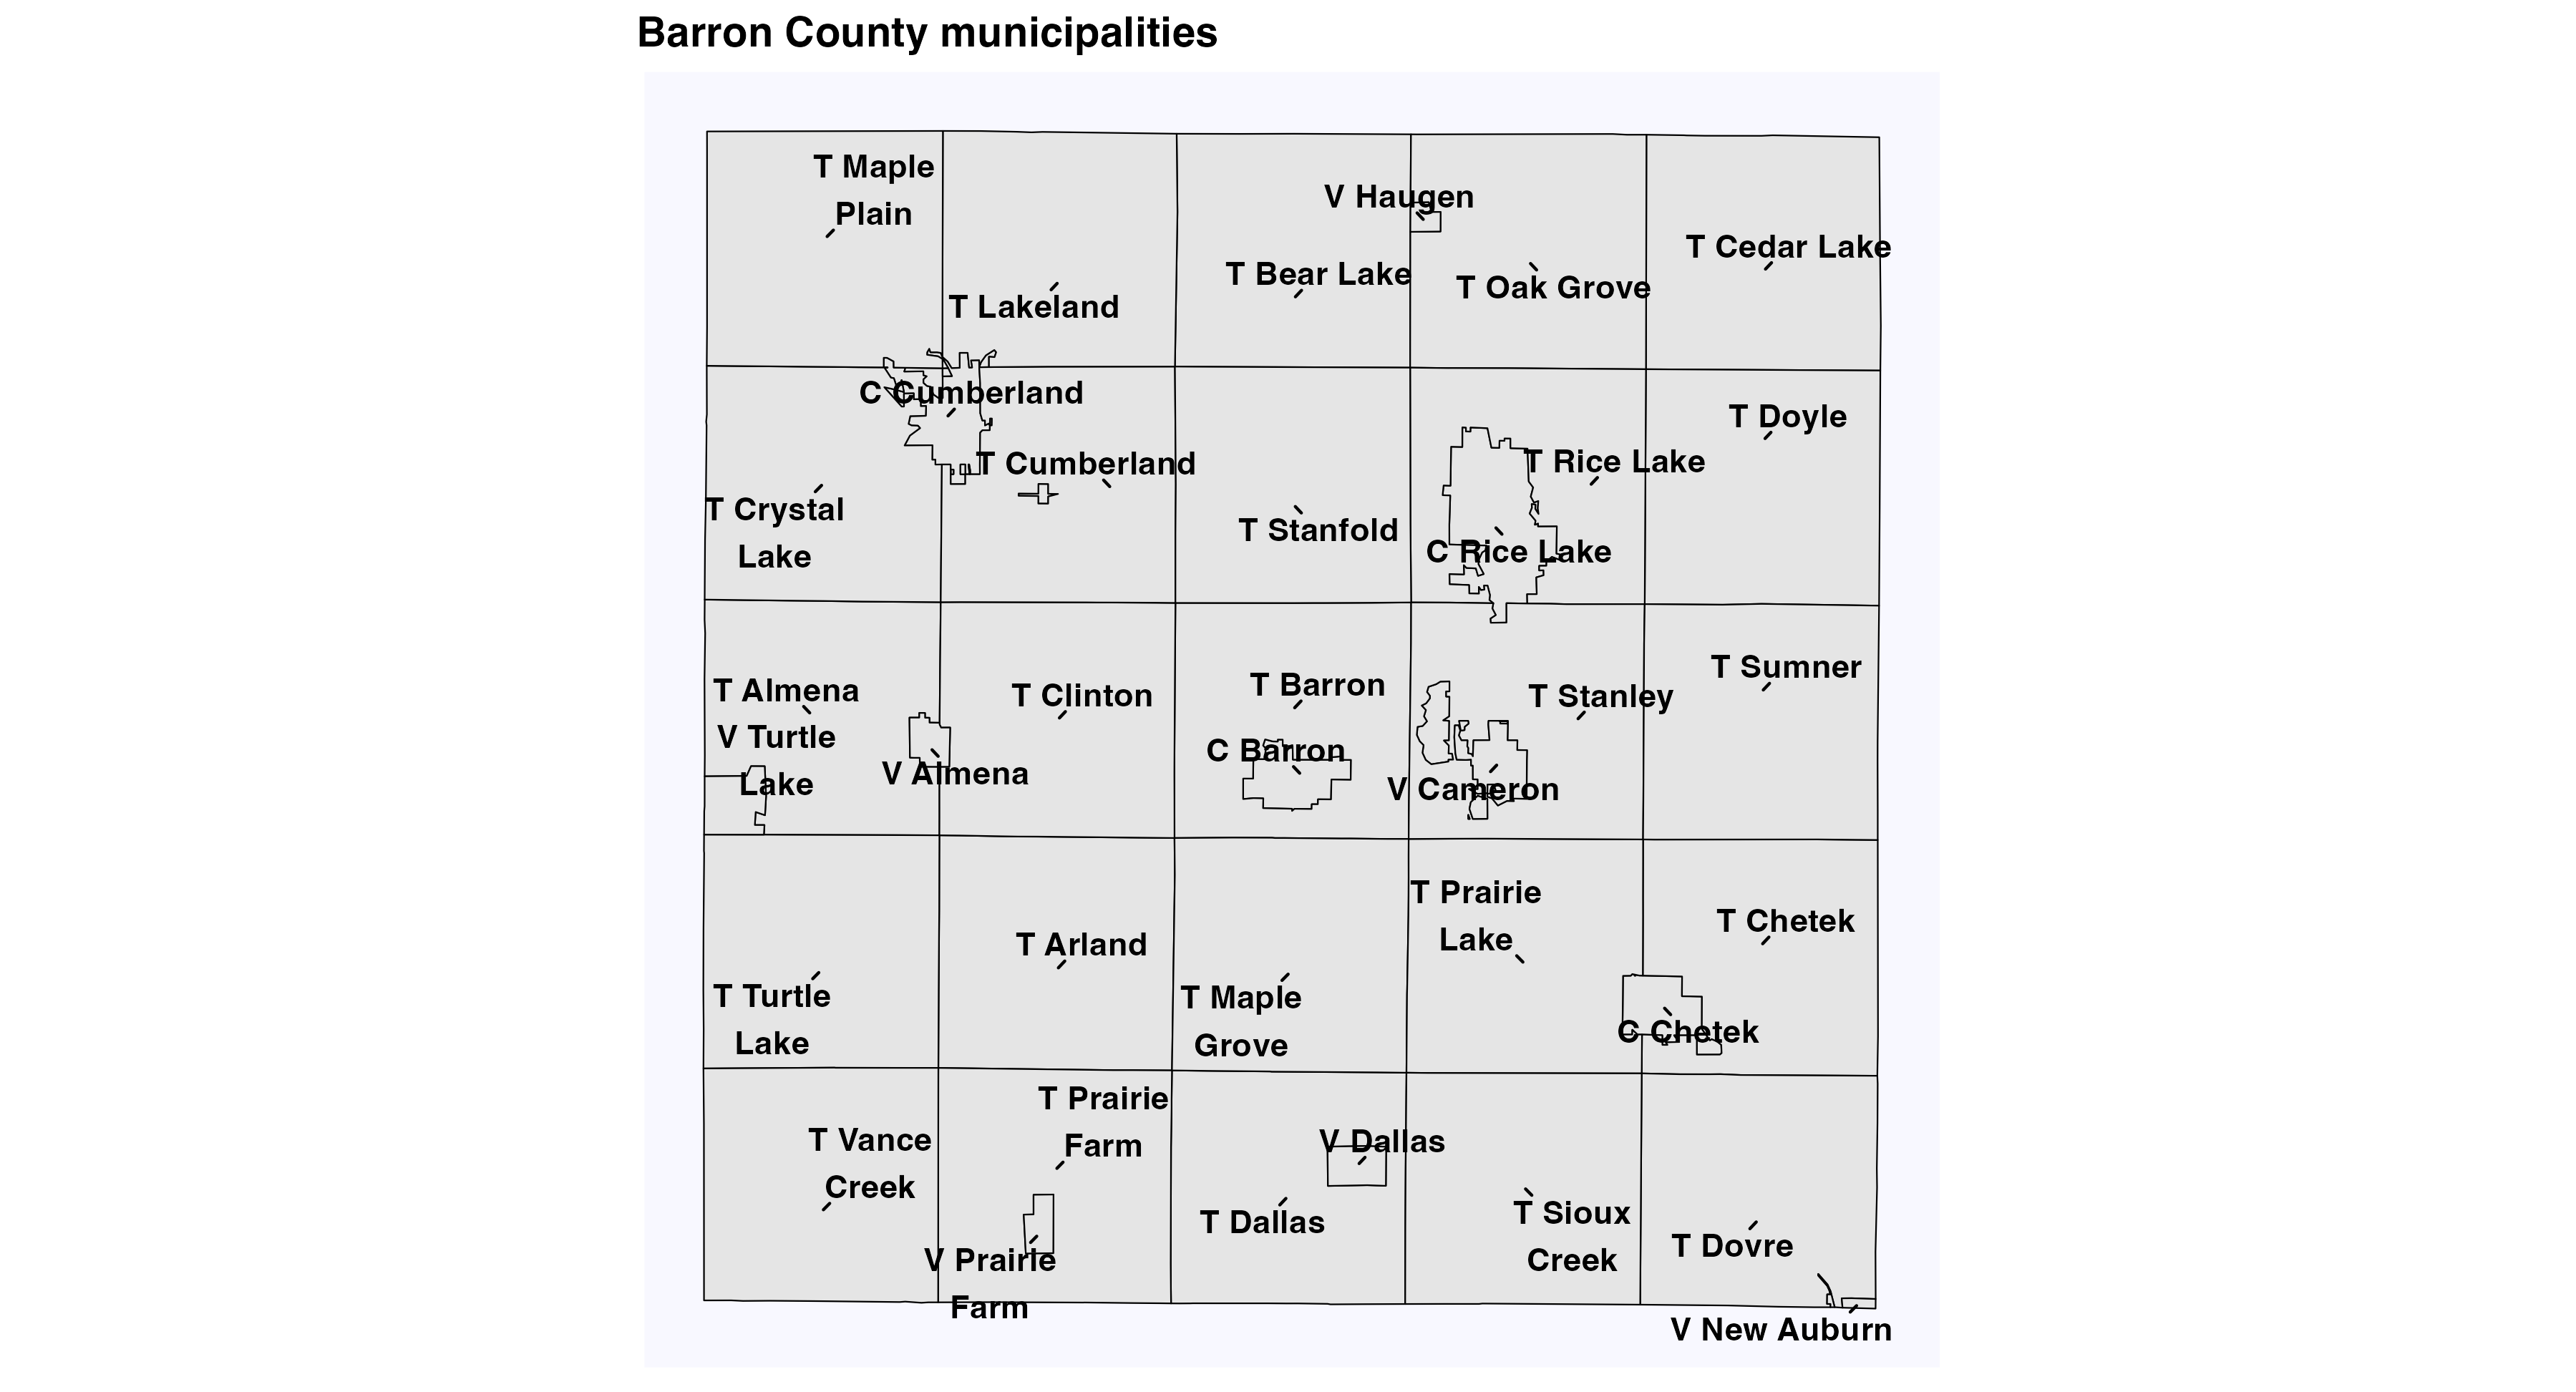 Barron County municipalities
T Maple
Plain
V Haugen
T Cedar Lake
T Bear Lake
T Oak Grove
T Lakeland
C Cumberland
T Doyle
T Cumberland
T Rice Lake
T Crystal
Lake
T Stanfold
C Rice Lake
T Sumner
T Almena
T Clinton
T Barron
T Stanley
V Turtle
Lake
C Barron
V Almena
V Cameron
T Prairie
Lake
T Chetek
T Arland
T Turtle
Lake
T Maple
Grove
C Chetek
T Prairie
Farm
T Vance
Creek
V Dallas
T Dallas
T Sioux
Creek
T Dovre
V Prairie
Farm
V New Auburn